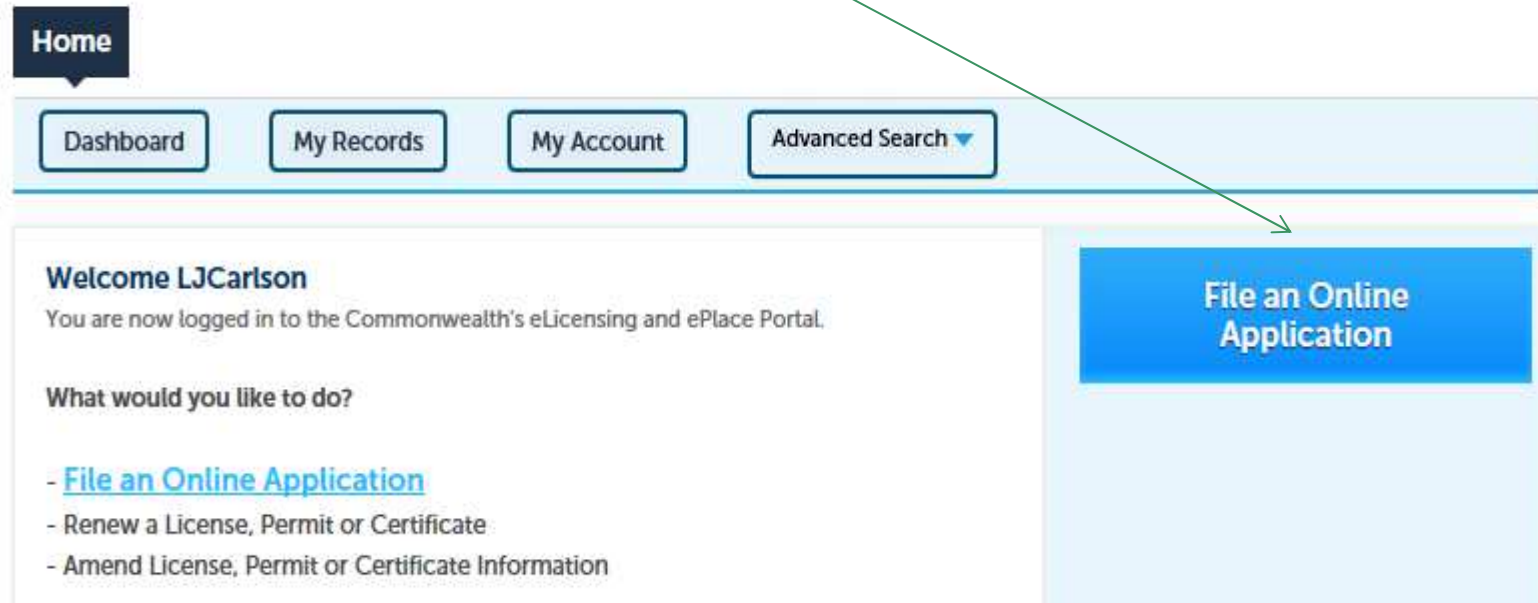 Home
Dashboard My Records My Account Advanced Search
Welcome LJCarlson
You are now logged in to the Commonwealth's eLicensing and ePlace Portal.
What would you like to do?
- File an Online Application
- Renew a License, Permit or Certificate
- Amend License, Permit or Certificate Information
File an Online
Application